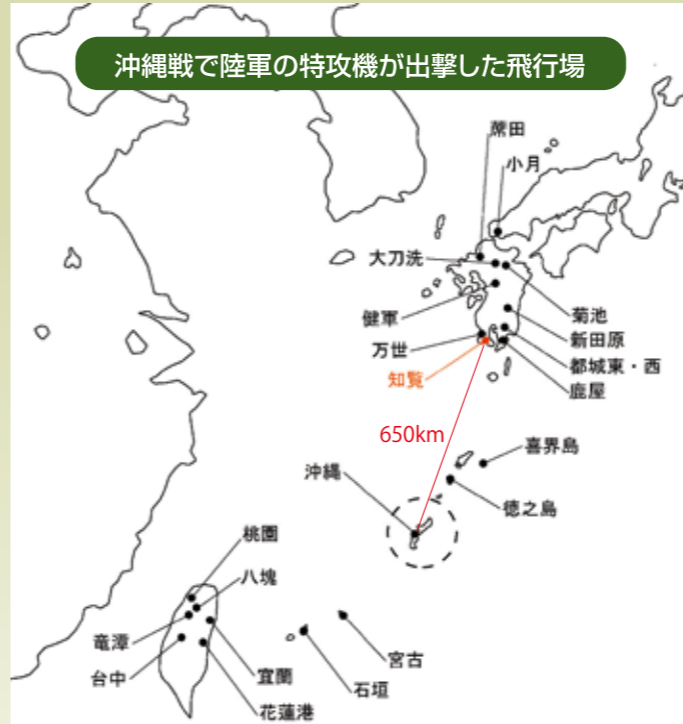 沖縄戦で陸軍の特攻機が出撃した飛行場
蓆田
小月
大刀洗
菊池
健軍
新田原
万世
都城東・西
知覧
鹿屋
650km
喜界島
沖縄
徳之島
桃園
八塊
竜潭
宮古
台中
宜蘭
石垣
花蓮港